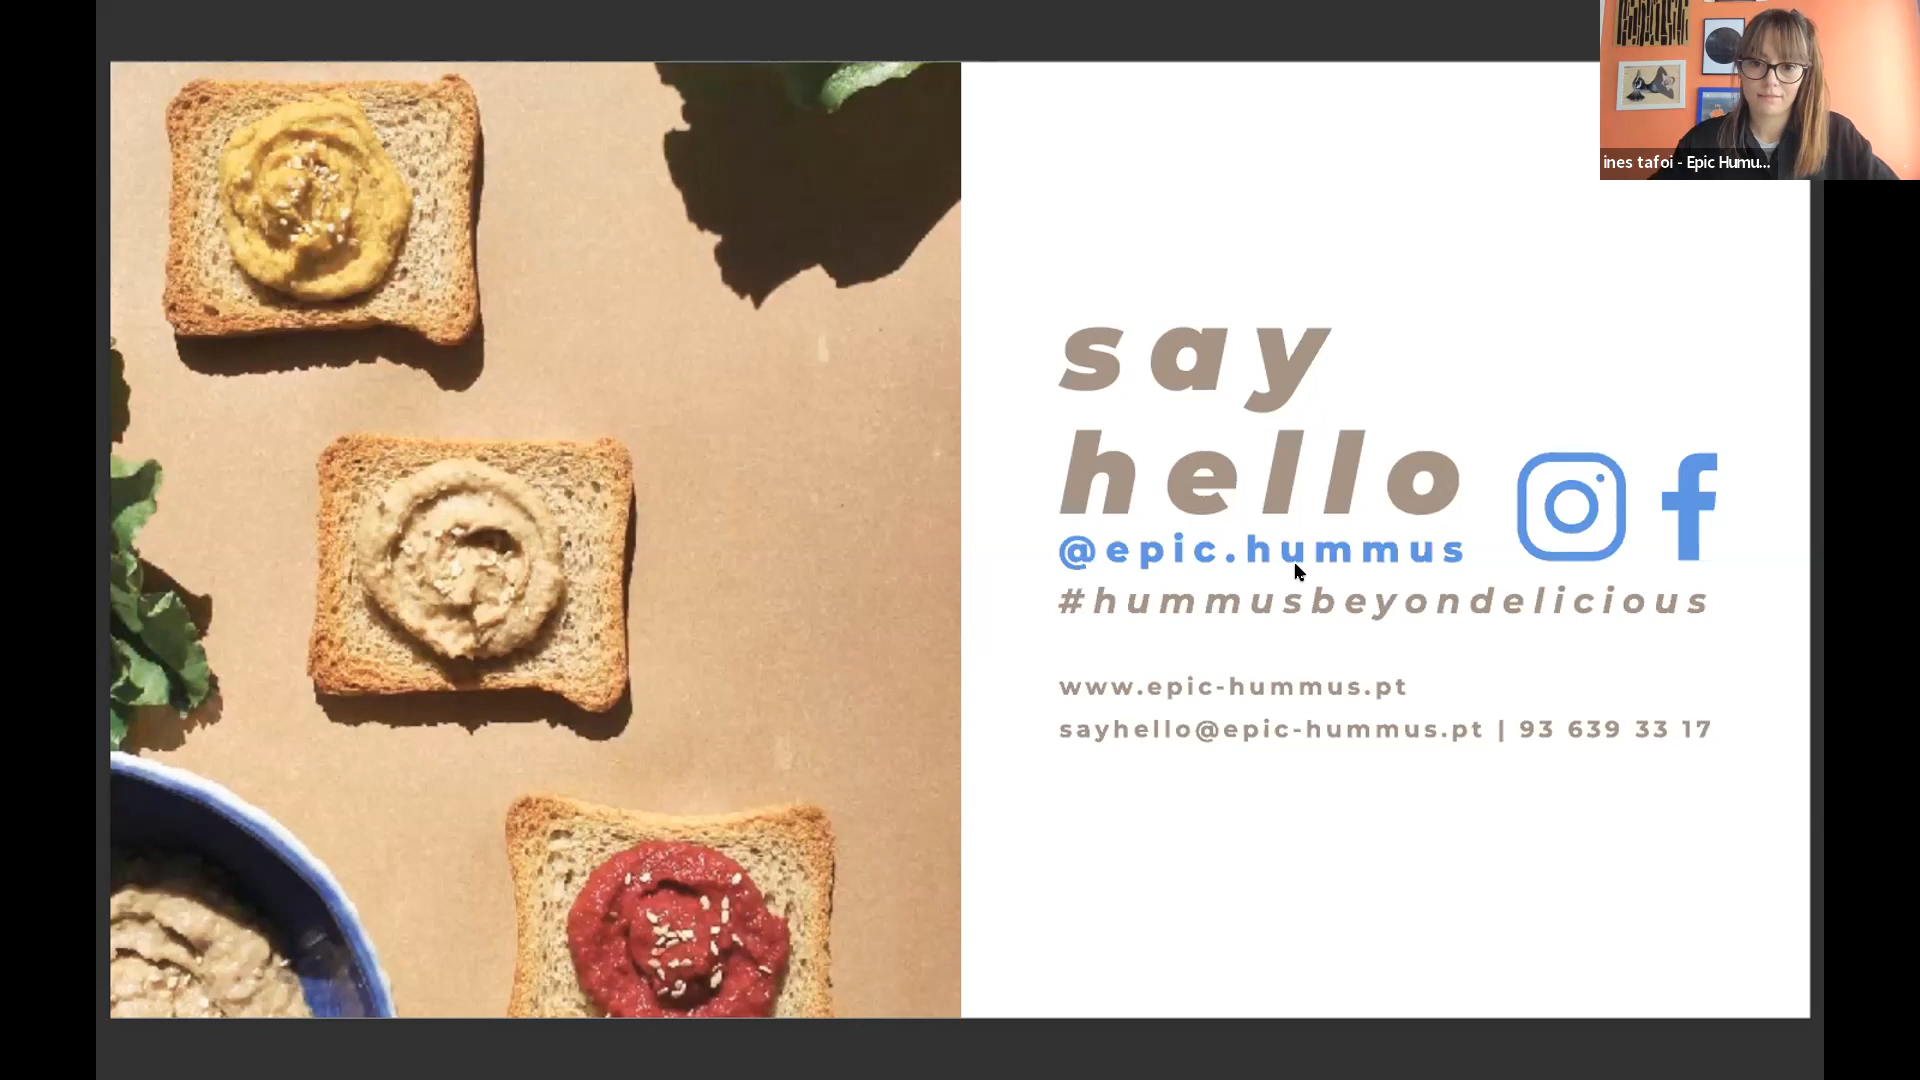 ines tafoi - Epic Humu...
say
hello
@epic.hummus
#hummusbeyondelicious
www.epic-hummus.pt
sayhello@epic-hummus.pt | 93 639 33 17